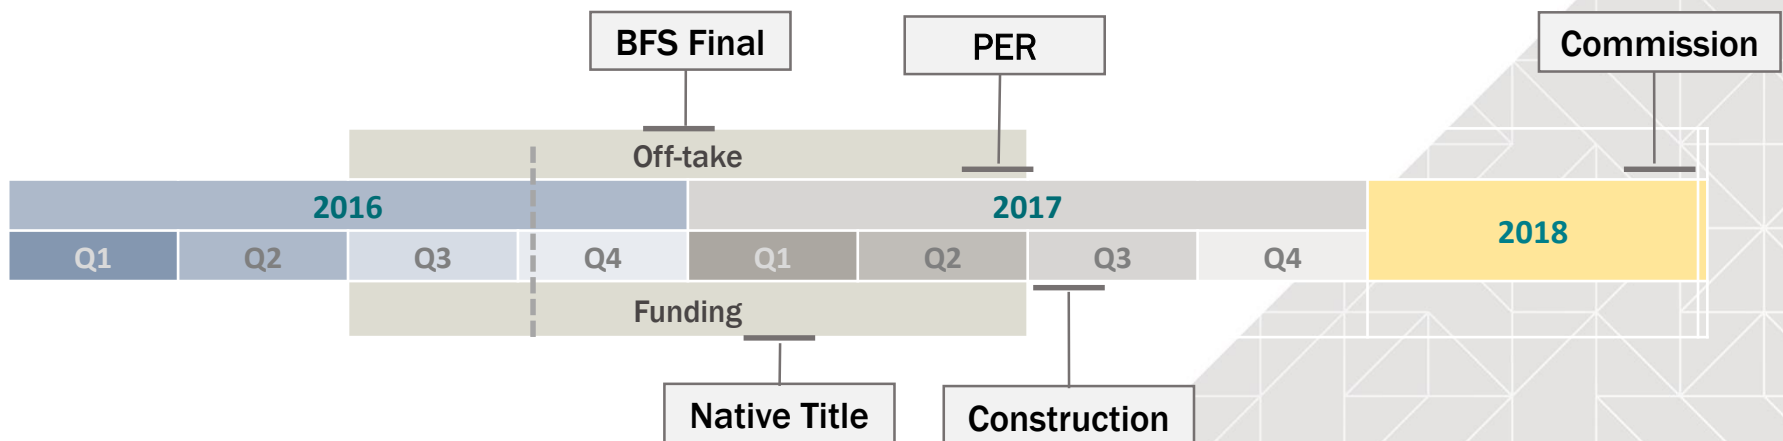 BFS Final
PER
Commission
Off-take
2016
2017
2018
Q1
Q2
Q3
Q4
Q1
Q2
Q3
Q4
Funding
Native Title
Construction